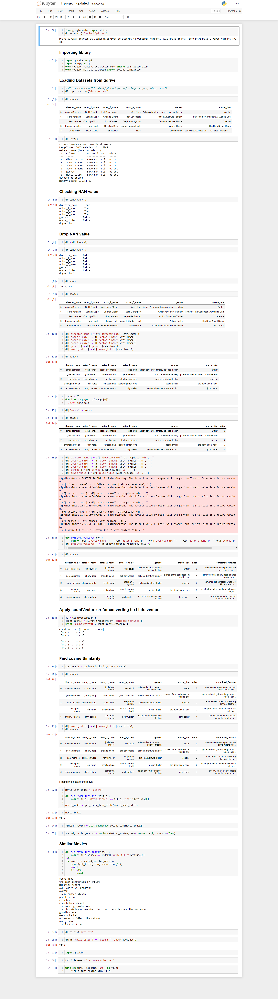 jupyter ml_project_updated (autosaved)
Logout
File Edit View Insert Cell Kernel Widgets Help
Trusted Python 3
Run Code
In [38]: 1 from google.colab import drive
2 drive.mount('/content/gdrive')
Drive already mounted at /content/gdrive; to attempt to forcibly remount, call drive.mount("/content/gdrive", force_remount=Tru
e).
Importing library
In [1]: 1 import pandas as pd
2 import numpy as np
3 from sklearn.feature_extraction.text import CountVectorizer
4 from sklearn.metrics.pairwise import cosine_similarity
Loading Datasets from gdrive
In [2]: 1 # df = pd.read_csv("/content/gdrive/MyDrive/college_project/data_p1.csv")
2 df = pd.read_csv("data_p1.csv")
In [3]: 1 df.head()
Out[3]:
director_name actor_1_name actor_2_name actor_3_name genres movie_title
0 James Cameron CCH Pounder Joel David Moore Wes Studi Action Adventure Fantasy science friction Avatar
1 Gore Verbinski Johnny Depp Orlando Bloom Jack Davenport Action Adventure Fantasy Pirates of the Caribbean: At World's End
2 Sam Mendes Christoph Waltz Rory Kinnear Stephanie Sigman Action Adventure Thriller Spectre
3 Christopher Nolan Tom Hardy Christian Bale Joseph Gordon Levitt Action Thriller The Dark Knight Rises
4 Doug Walker Doug Walker Rob Walker NaN Documentary Star Wars: Episode VII - The Force Awakens ...
In [4]: 1 df.info()
<class 'pandas.core.frame.DataFrame'>
RangeIndex: 5043 entries, 0 to 5042
Data columns (total 6 columns):
# Column Non-Null Count Dtype
--- ------ -------------- -----
0 director_name 4939 non-null object
1 actor_1_name 5036 non-null object
2 actor_2_name 5030 non-null object
3 actor_3_name 5020 non-null object
4 genres 5043 non-null object
5 movie_title 5043 non-null object
dtypes: object(6)
memory usage: 236.5+ KB
Checking NAN value
In [5]: 1 df.isna().any()
Out[5]: director_name True
actor_1_name True
actor_2_name True
actor_3_name True
genres False
movie_title False
dtype: bool
Drop NAN value
In [6]: 1 df = df.dropna()
In [7]: 1 df.isna().any()
Out[7]: director_name False
actor_1_name False
actor_2_name False
actor_3_name False
genres False
movie_title False
dtype: bool
In [8]: 1 df.shape
Out[8]: (4919, 6)
In [9]: 1 df.head()
Out[9]:
director_name actor_1_name actor_2_name actor_3_name genres movie_title
0 James Cameron CCH Pounder Joel David Moore Wes Studi Action Adventure Fantasy science friction Avatar
1 Gore Verbinski Johnny Depp Orlando Bloom Jack Davenport Action Adventure Fantasy Pirates of the Caribbean: At World's End
2 Sam Mendes Christoph Waltz Rory Kinnear Stephanie Sigman Action Adventure Thriller Spectre
3 Christopher Nolan Tom Hardy Christian Bale Joseph Gordon Levitt Action Thriller The Dark Knight Rises
5 Andrew Stanton Daryl Sabara Samantha Morton Polly Walker Action Adventure science friction John Carter
In [10]: 1 df['director_name'] = df['director_name'].str.lower()
2 df['actor_1_name'] = df['actor_1_name'].str.lower()
3 df['actor_2_name'] = df['actor_2_name'].str.lower()
4 df['actor_3_name'] = df['actor_3_name'].str.lower()
5 df['genres'] = df['genres'].str.lower()
6 df['movie_title'] = df['movie_title'].str.lower()
In [11]: 1 df.head()
Out[11]:
director_name actor_1_name actor_2_name actor_3_name genres movie_title
0 james cameron cch pounder joel david moore wes studi action adventure fantasy science friction avatar
1 gore verbinski johnny depp orlando bloom jack davenport action adventure fantasy pirates of the caribbean: at world's end
2 sam mendes christoph waltz rory kinnear stephanie sigman action adventure thriller spectre
3 christopher nolan tom hardy christian bale joseph gordon levitt action thriller the dark knight rises
5 andrew stanton daryl sabara samantha morton polly walker action adventure science friction john carter
In [12]: 1 index = []
2 for i in range(0 , df.shape[0]):
3 index.append(i)
In [13]: 1 df["index"] = index
In [14]: 1 df.head()
Out[14]:
director_name actor_1_name actor_2_name actor_3_name genres movie_title index
0 james cameron cch pounder joel david moore wes studi action adventure fantasy science friction avatar 0
1 gore verbinski johnny depp orlando bloom jack davenport action adventure fantasy pirates of the caribbean: at world's end 1
2 sam mendes christoph waltz rory kinnear stephanie sigman action adventure thriller spectre 2
3 christopher nolan tom hardy christian bale joseph gordon levitt action thriller the dark knight rises 3
5 andrew stanton daryl sabara samantha morton polly walker action adventure science friction john carter 4
In [15]: 1 df['director_name'] = df['director_name'].str.replace('\d+', '')
2 df['actor_1_name'] = df['actor_1_name'].str.replace('\d+', '')
3 df['actor_2_name'] = df['actor_2_name'].str.replace('\d+', '')
4 df['actor_3_name'] = df['actor_3_name'].str.replace('\d+', '')
5 df['genres'] = df['genres'].str.replace('\d+', '')
6 df['movie_title'] = df['movie_title'].str.replace('\d+', '')
<ipython-input-15-5876ff70f3b1>:1: FutureWarning: The default value of regex will change from True to False in a future versio
n.
df['director_name'] = df['director_name'].str.replace('\d+', '')
<ipython-input-15-5876ff70f3b1>:2: FutureWarning: The default value of regex will change from True to False in a future versio
n.
df['actor_1_name'] = df['actor_1_name'].str.replace('\d+', '')
<ipython-input-15-5876ff70f3b1>:3: FutureWarning: The default value of regex will change from True to False in a future versio
n.
df['actor_2_name'] = df['actor_2_name'].str.replace('\d+', '')
<ipython-input-15-5876ff70f3b1>:4: FutureWarning: The default value of regex will change from True to False in a future versio
n.
df['actor_3_name'] = df['actor_3_name'].str.replace('\d+', '')
<ipython-input-15-5876ff70f3b1>:5: FutureWarning: The default value of regex will change from True to False in a future versio
n.
df['genres'] = df['genres'].str.replace('\d+', '')
<ipython-input-15-5876ff70f3b1>:6: FutureWarning: The default value of regex will change from True to False in a future versio
n.
df['movie_title'] = df['movie_title'].str.replace('\d+', '')
In [16]: 1 def combined_features(row):
2 return row['director_name']+" "+row['actor_1_name']+" "+row['actor_2_name']+" "+row['actor_3_name']+" "+row["genres"]+"
3 df["combined_features"] = df.apply(combined_features, axis =1)
In [17]: 1 df.head()
Out[17]:
director_name actor_1_name actor_2_name actor_3_name genres movie_title index combined_features
0 james cameron cch pounder joel david moore wes studi action adventure fantasy science friction avatar 0 james cameron cch pounder joel david moore wes...
1 gore verbinski johnny depp orlando bloom jack davenport action adventure fantasy pirates of the caribbean: at world's end 1 gore verbinski johnny depp orlando bloom jack ...
2 sam mendes christoph waltz rory kinnear stephanie sigman action adventure thriller spectre 2 sam mendes christoph waltz rory kinnear stepha...
3 christopher nolan tom hardy christian bale joseph gordon levitt action thriller the dark knight rises 3 christopher nolan tom hardy christian bale jos...
5 andrew stanton daryl sabara samantha morton polly walker action adventure science friction john carter 4 andrew stanton daryl sabara samantha morton po...
Apply countVectorizer for canverting text into vector
In [18]: 1 cv = CountVectorizer()
2 count_matrix = cv.fit_transform(df["combined_features"])
3 print("Count Matrix:", count_matrix.toarray())
Count Matrix: [[0 0 0 ... 0 0 0]
[0 0 0 ... 0 0 0]
[0 0 0 ... 0 0 0]
...
[0 0 0 ... 0 0 0]
[0 0 0 ... 0 0 0]
[0 0 0 ... 0 0 0]]
Find cosine Similarity
In [19]: 1 cosine_sim = cosine_similarity(count_matrix)
In [20]: 1 df.head()
Out[20]:
director_name actor_1_name actor_2_name actor_3_name genres movie_title index combined_features
0 james cameron cch pounder joel david moore wes studi action adventure fantasy science friction avatar 0 james cameron cch pounder joel david moore wes...
1 gore verbinski johnny depp orlando bloom jack davenport action adventure fantasy pirates of the caribbean: at world's end 1 gore verbinski johnny depp orlando bloom jack ...
2 sam mendes christoph waltz rory kinnear stephanie sigman action adventure thriller spectre 2 sam mendes christoph waltz rory kinnear stepha...
3 christopher nolan tom hardy christian bale joseph gordon levitt action thriller the dark knight rises 3 christopher nolan tom hardy christian bale jos...
5 andrew stanton daryl sabara samantha morton polly walker action adventure science friction john carter 4 andrew stanton daryl sabara samantha morton po...
In [21]: 1 df['movie_title'] = df['movie_title'].str.strip()
2 df.head()
Out[21]:
director_name actor_1_name actor_2_name actor_3_name genres movie_title index combined_features
0 james cameron cch pounder joel david moore wes studi action adventure fantasy science friction avatar 0 james cameron cch pounder joel david moore wes...
1 gore verbinski johnny depp orlando bloom jack davenport action adventure fantasy pirates of the caribbean: at world's end 1 gore verbinski johnny depp orlando bloom jack ...
2 sam mendes christoph waltz rory kinnear stephanie sigman action adventure thriller spectre 2 sam mendes christoph waltz rory kinnear stepha...
3 christopher nolan tom hardy christian bale joseph gordon levitt action thriller the dark knight rises 3 christopher nolan tom hardy christian bale jos...
5 andrew stanton daryl sabara samantha morton polly walker action adventure science friction john carter 4 andrew stanton daryl sabara samantha morton po...
Finding the index of the movie
In [32]: 1 movie_user_likes = "aliens"
2
3 def get_index_from_title(title):
4 return df[df['movie_title'] == title]["index"].values[0]
5
6 movie_index = get_index_from_title(movie_user_likes)
In [33]: 1 movie_index
Out[33]: 2435
In [34]: 1 similar_movies = list(enumerate(cosine_sim[movie_index]))
In [35]: 1 sorted_similar_movies = sorted(similar_movies, key=lambda x:x[1], reverse=True)
Similar Movies
In [36]: 1 def get_title_from_index(index):
2 return df[df.index == index]["movie_title"].values[0]
3 i=0
4 for movie in sorted_similar_movies:
5 print(get_title_from_index(movie[0]))
6 i=i+1
7 if i>15:
8 break
steve jobs
the last temptation of christ
minority report
avp: alien vs. predator
avatar
lucky number slevin
pearl harbor
rush hour
coco before chanel
the amazing spider-man
the chronicles of narnia: the lion, the witch and the wardrobe
ghostbusters
mars attacks!
universal soldier: the return
nancy drew
the last station
In [37]: 1 df.to_csv('data.csv')
In [38]: 1 df[df['movie_title'] == 'aliens']["index"].values[0]
Out[38]: 2435
In [27]: 1 import pickle
In [30]: 1 Pkl_Filename = "recommendation.pkl"
In [ ]: 1 with open(Pkl_Filename, 'wb') as file:
2 pickle.dump(cosine_sim, file)